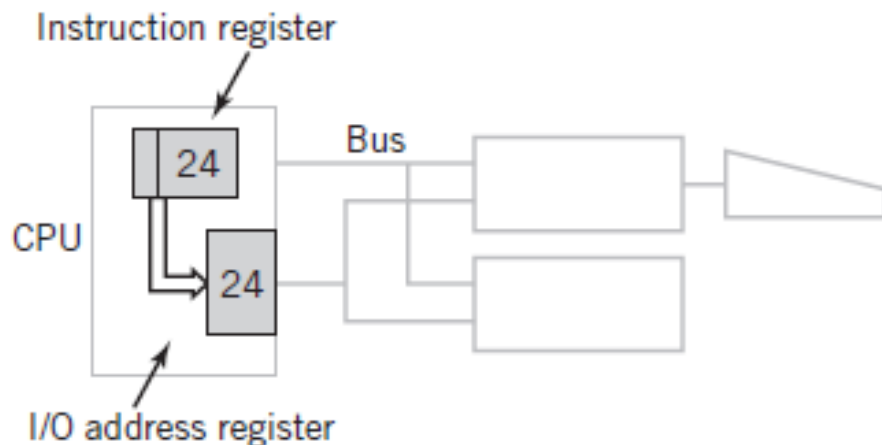 Instruction register
Bus
24
CPU
24
I/O address register